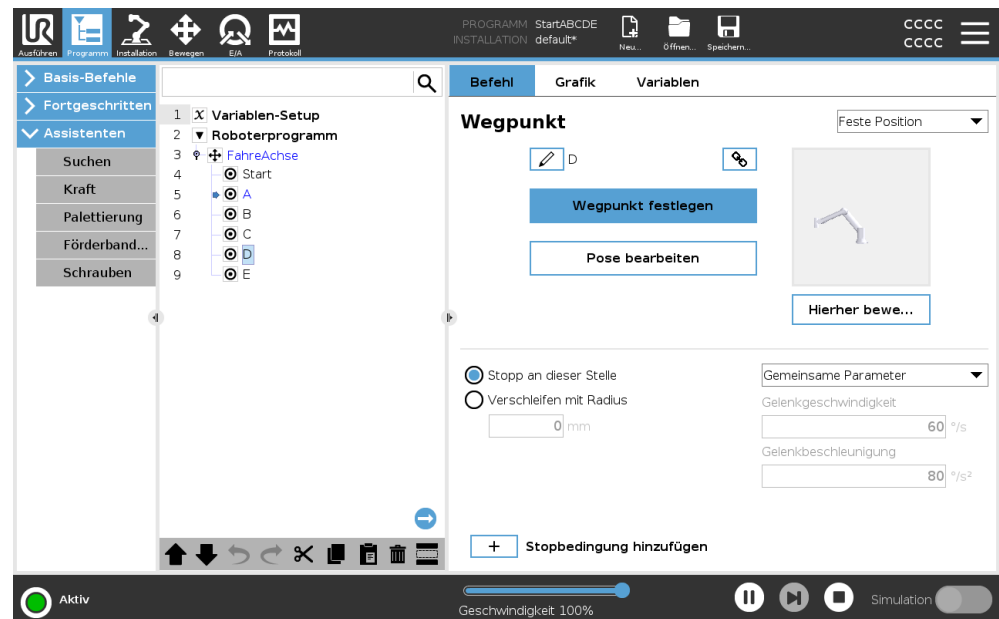 UR
PROGRAMM StartABCDE
INSTALLATION default*
CCCC
CCCC
Ausführen Programm Installation Bewegen E/A Protokoll
Neu... Öffnen... Speichern...
Basis-Befehle
Fortgeschritten
Assistenten
Suchen
Kraft
Palettierung
Förderband...
Schrauben
1 X Variablen-Setup
2 Roboterprogramm
3 FahreAchse
4 Start
5 A
6 B
7 C
8 D
9 E
Befehl Grafik Variablen
Wegpunkt
Feste Position
D
Wegpunkt festlegen
Pose bearbeiten
Hierher bewe...
Stopp an dieser Stelle
Verschleifen mit Radius
0 mm
Gemeinsame Parameter
Gelenkgeschwindigkeit
60 °/s
Gelenkbeschleunigung
80 °/s²
+ Stopbedingung hinzufügen
Aktiv
Geschwindigkeit 100%
Simulation